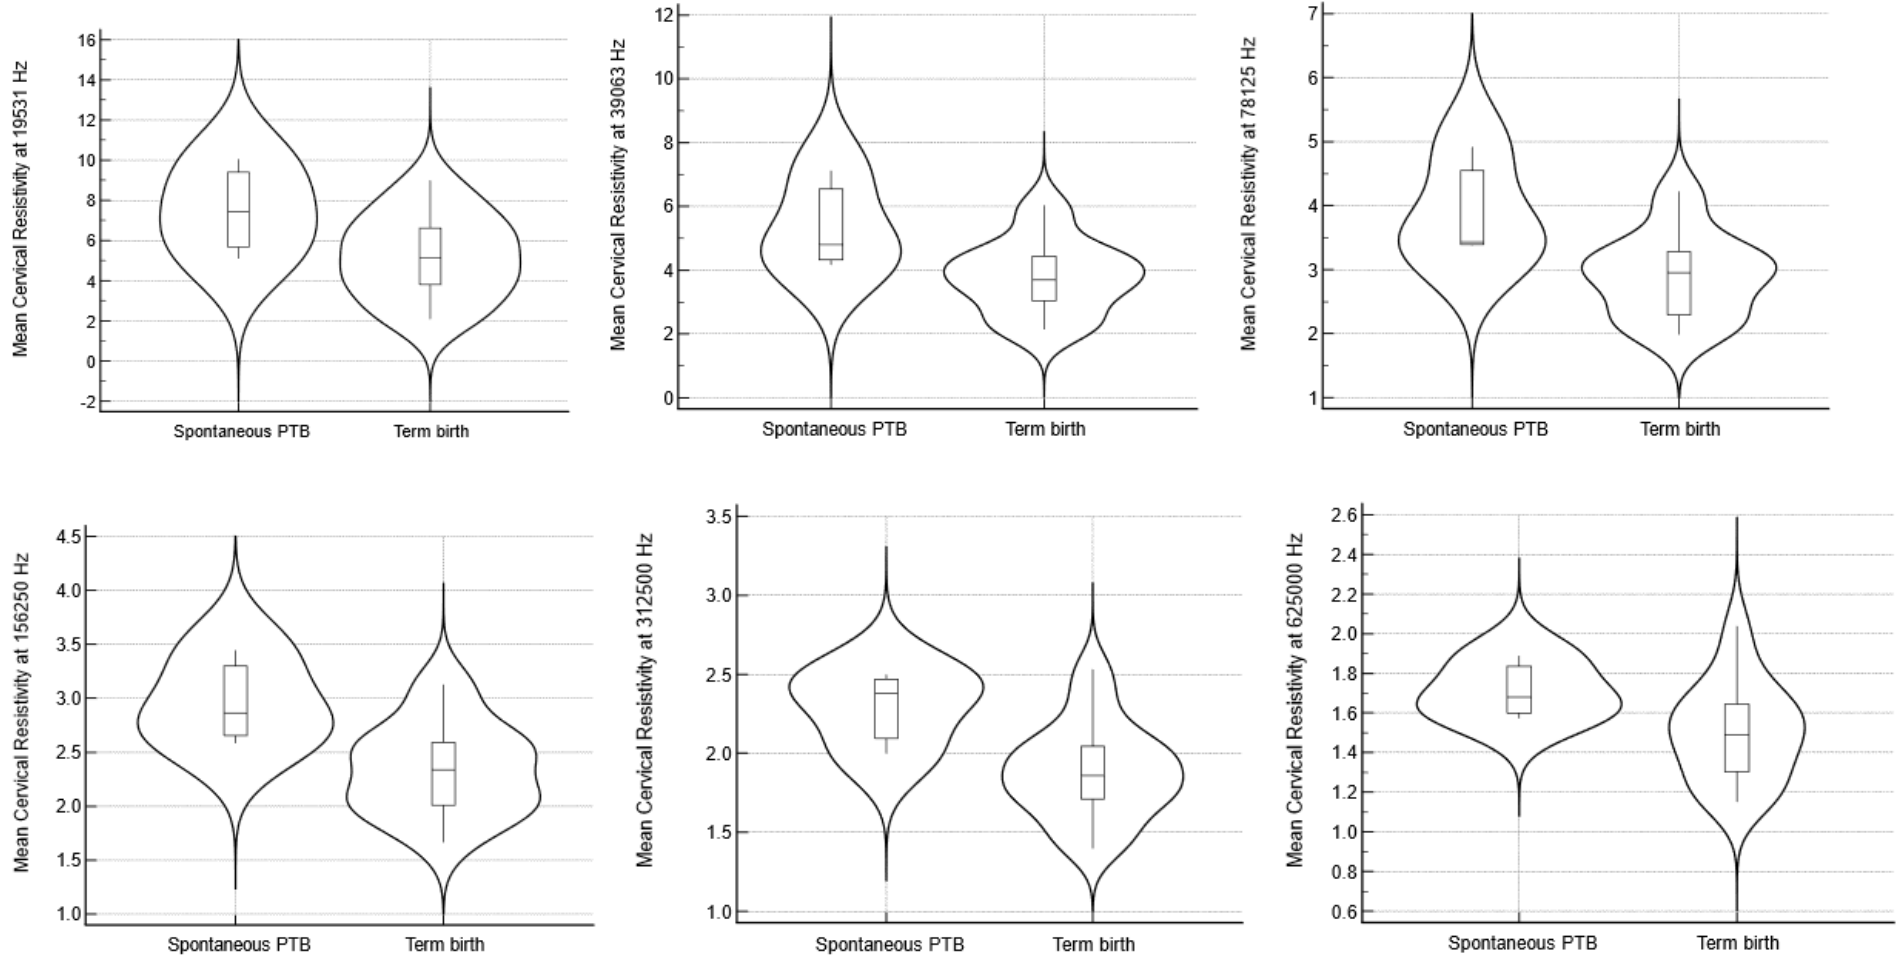 Mean Cervical Resistivity at 19531 Hz
16
14
12
10
8
6
4
2
0
-2
Spontaneous PTB
Term birth
Mean Cervical Resistivity at 39063 Hz
12
10
8
6
4
2
0
Spontaneous PTB
Term birth
Mean Cervical Resistivity at 78125 Hz
7
6
5
4
3
2
1
Spontaneous PTB
Term birth
Mean Cervical Resistivity at 156250 Hz
4.5
4.0
3.5
3.0
2.5
2.0
1.5
1.0
Spontaneous PTB
Term birth
Mean Cervical Resistivity at 312500 Hz
3.5
3.0
2.5
2.0
1.5
1.0
Spontaneous PTB
Term birth
Mean Cervical Resistivity at 625000 Hz
2.6
2.4
2.2
2.0
1.8
1.6
1.4
1.2
1.0
0.8
0.6
Spontaneous PTB
Term birth